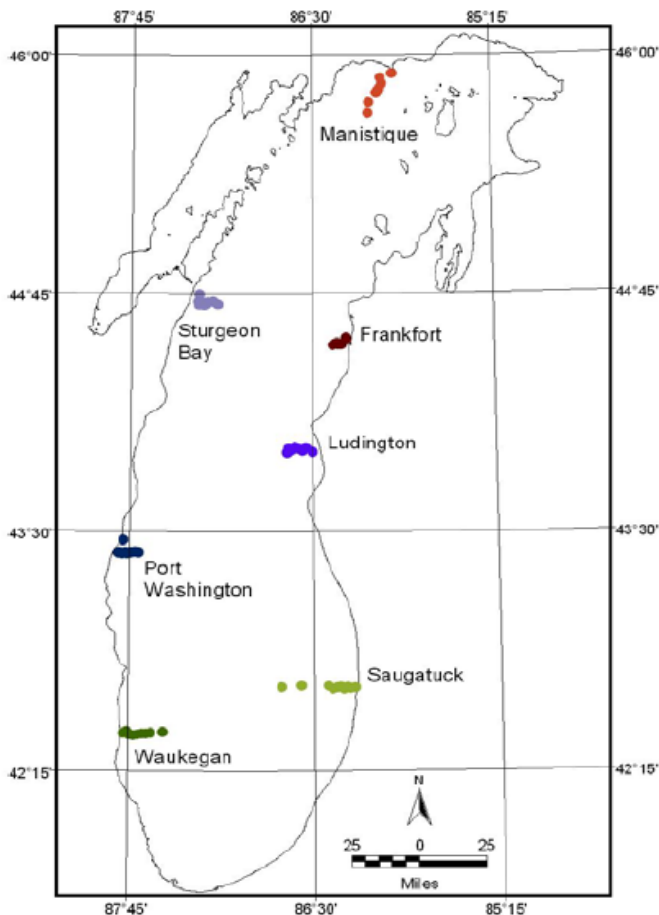 87°45' 86°30' 85°15'
46°00' 46°00'
Manistique
44°45' 44°45'
Sturgeon
Bay
Frankfort
Ludington
43°30' 43°30'
Port
Washington
Saugatuck
Waukegan
42°15' 42°15'
N
25 0 25
Miles
87°45' 86°30' 85°15'